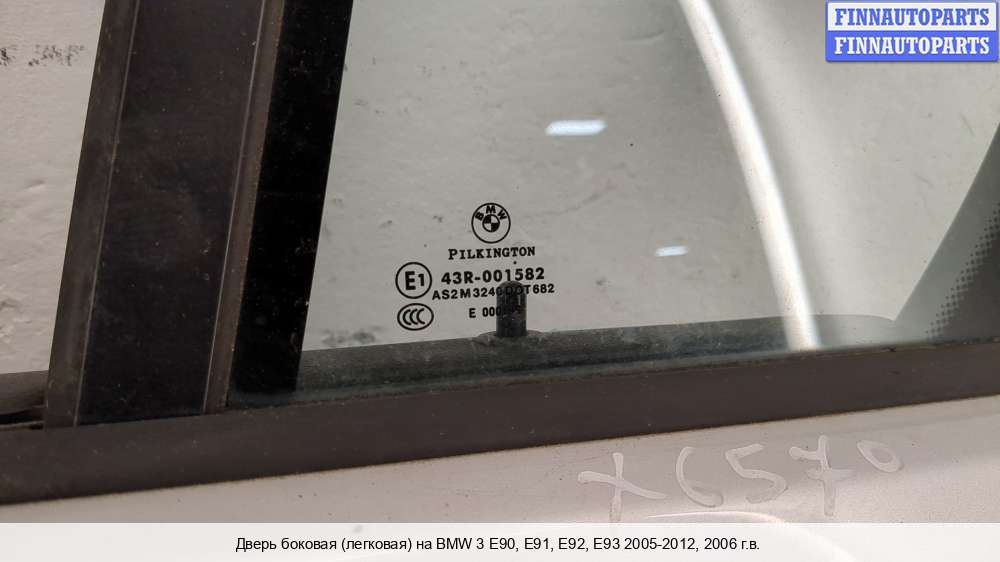 FINNAUTOPARTS
FINNAUTOPARTS
BMW
PILKINGTON
E1 43R-001582
DOT682
CCC
E
X6570
Дверь боковая (легковая) на BMW 3 E90, E91, E92, E93 2005-2012, 2006 г.в.